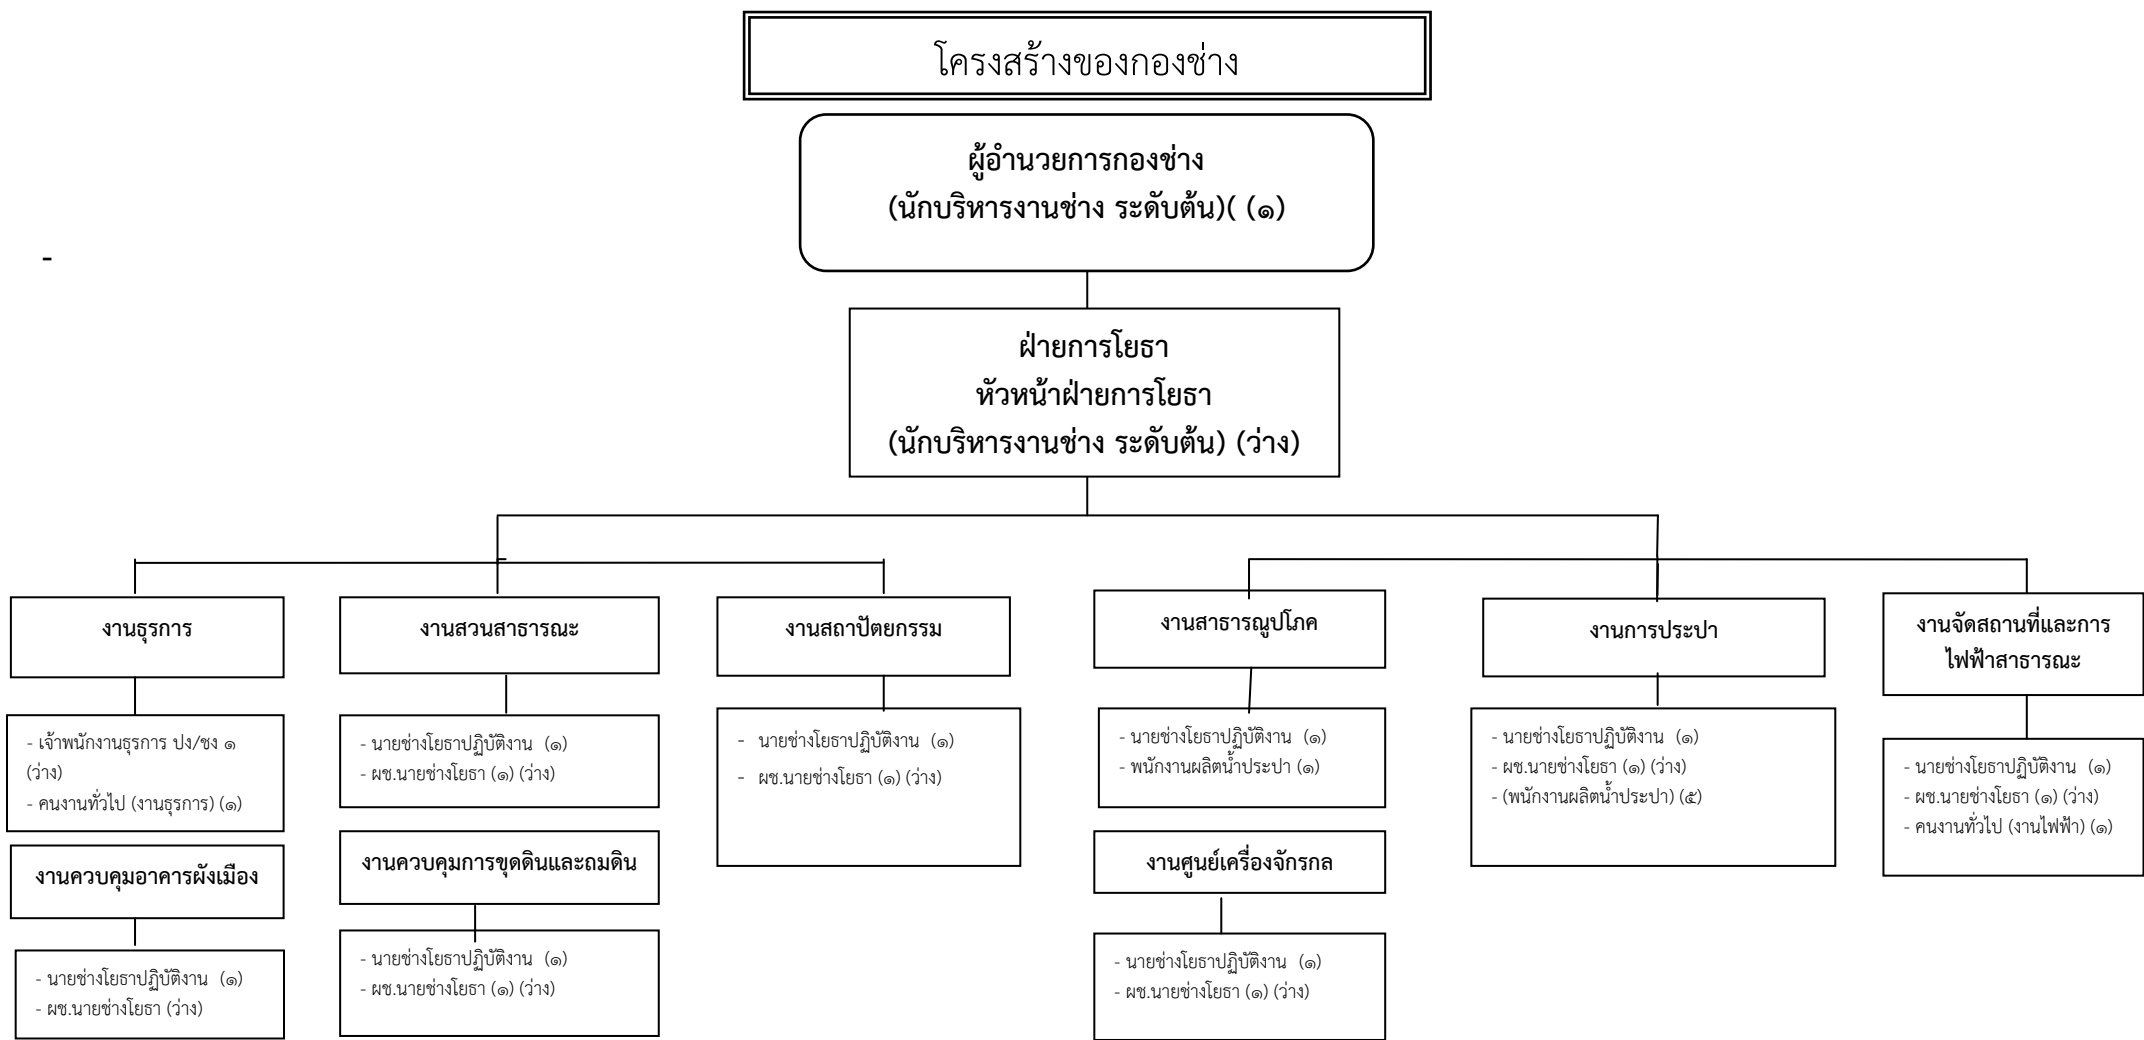 โครงสร้างของกองช่าง
ผู้อำนวยการกองช่าง
(นักบริหารงานช่าง ระดับต้น)( (๑)
-
ฝ่ายการโยธา
หัวหน้าฝ่ายการโยธา
(นักบริหารงานช่าง ระดับต้น) (ว่าง)
งานธุรการ
- เจ้าพนักงานธุรการ ปง/ชง ๑
(ว่าง)
- คนงานทั่วไป (งานธุรการ) (๑)
งานควบคุมอาคารผังเมือง
- นายช่างโยธาปฏิบัติงาน (๑)
- ผช.นายช่างโยธา (ว่าง)
งานสวนสาธารณะ
- นายช่างโยธาปฏิบัติงาน (๑)
- ผช.นายช่างโยธา (๑) (ว่าง)
งานควบคุมการขุดดินและถมดิน
- นายช่างโยธาปฏิบัติงาน (๑)
- ผช.นายช่างโยธา (๑) (ว่าง)
งานสถาปัตยกรรม
- นายช่างโยธาปฏิบัติงาน (๑)
- ผช.นายช่างโยธา (๑) (ว่าง)
งานสาธารณูปโภค
- นายช่างโยธาปฏิบัติงาน (๑)
- พนักงานผลิตน้ำประปา (๑)
งานศูนย์เครื่องจักรกล
- นายช่างโยธาปฏิบัติงาน (๑)
- ผช.นายช่างโยธา (๑) (ว่าง)
งานการประปา
- นายช่างโยธาปฏิบัติงาน (๑)
- ผช.นายช่างโยธา (๑) (ว่าง)
- (พนักงานผลิตน้ำประปา) (๕)
งานจัดสถานที่และการ
ไฟฟ้าสาธารณะ
- นายช่างโยธาปฏิบัติงาน (๑)
- ผช.นายช่างโยธา (๑) (ว่าง)
- คนงานทั่วไป (งานไฟฟ้า) (๑)